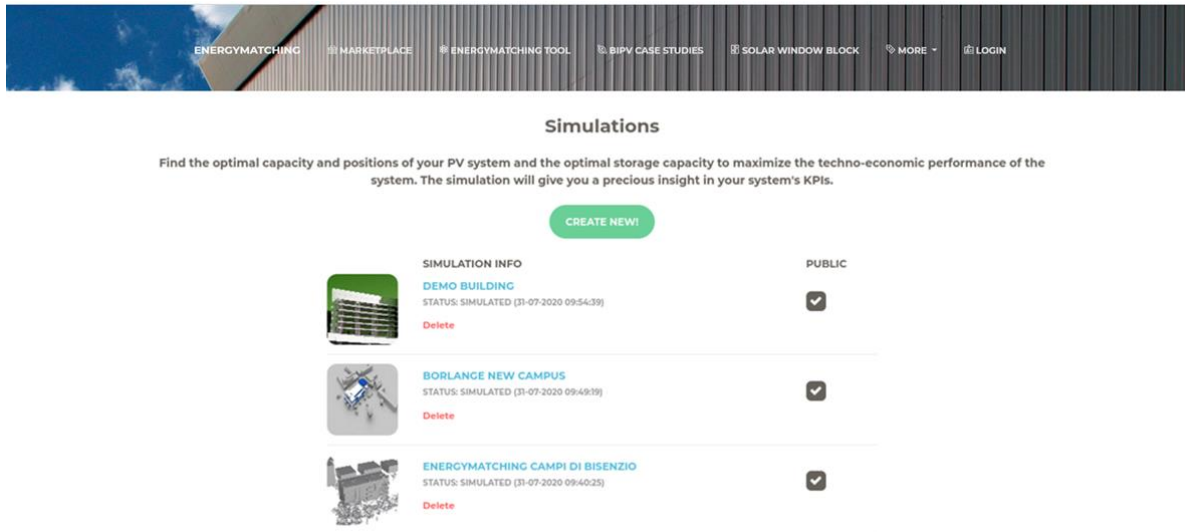 ENERGYMATCHING MARKETPLACE ENERGYMATCHING TOOL BIPV CASE STUDIES SOLAR WINDOW BLOCK MORE LOGIN
Simulations
Find the optimal capacity and positions of your PV system and the optimal storage capacity to maximize the techno-economic performance of the
system. The simulation will give you a precious insight in your system's KPIs.
CREATE NEW!
SIMULATION INFO PUBLIC
DEMO BUILDING
STATUS: SIMULATED (31-07-2020 09:54:39)
Delete
BORLANGE NEW CAMPUS
STATUS: SIMULATED (31-07-2020 09:49:19)
Delete
ENERGYMATCHING CAMPI DI BISENZIO
STATUS: SIMULATED (31-07-2020 09:40:25)
Delete